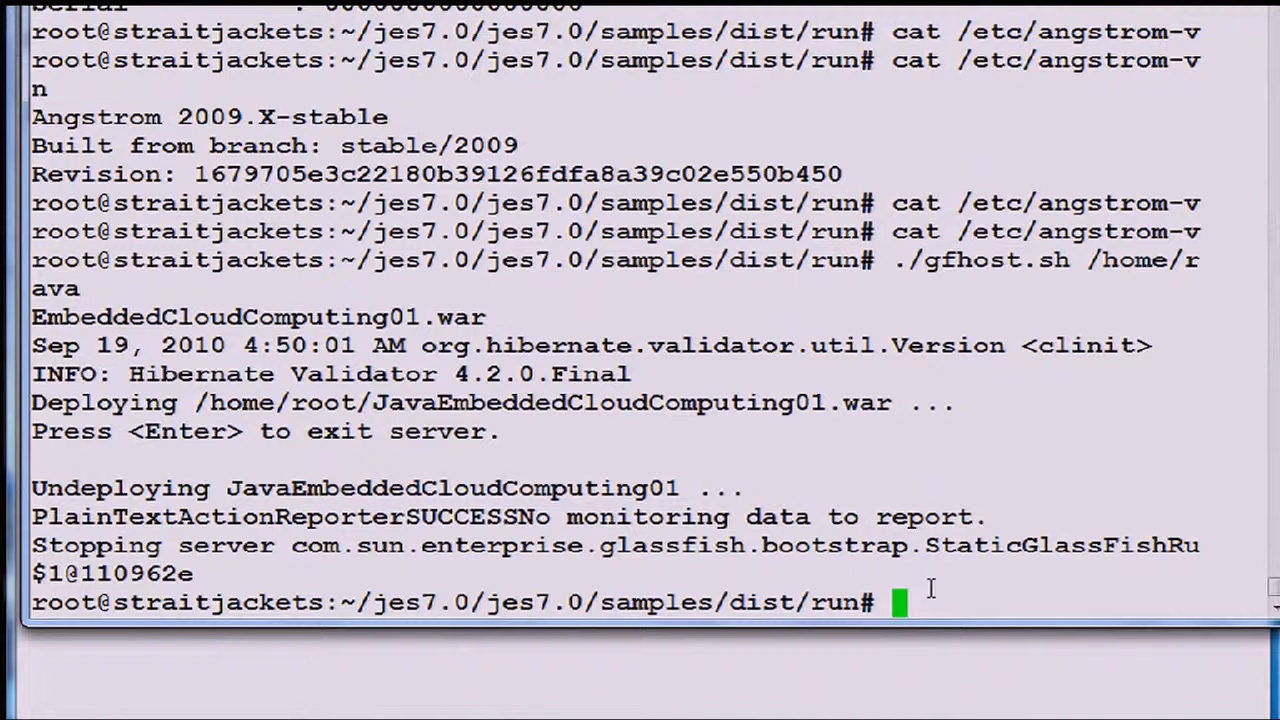 Serial : 0000000000000000
root@straitjackets:~/jes7.0/jes7.0/samples/dist/run# cat /etc/angstrom-v
root@straitjackets:~/jes7.0/jes7.0/samples/dist/run# cat /etc/angstrom-v
n
Angstrom 2009.X-stable
Built from branch: stable/2009
Revision: 1679705e3c22180b39126fdfa8a39c02e550b450
root@straitjackets:~/jes7.0/jes7.0/samples/dist/run# cat /etc/angstrom-v
root@straitjackets:~/jes7.0/jes7.0/samples/dist/run# cat /etc/angstrom-v
root@straitjackets:~/jes7.0/jes7.0/samples/dist/run# ./gfhost.sh /home/r
ava
EmbeddedCloudComputing01.war
Sep 19, 2010 4:50:01 AM org.hibernate.validator.util.Version <clinit>
INFO: Hibernate Validator 4.2.0.Final
Deploying /home/root/JavaEmbeddedCloudComputing01.war ...
Press <Enter> to exit server.
Undeploying JavaEmbeddedCloudComputing01 ...
PlainTextActionReporterSUCCESSNo monitoring data to report.
Stopping server com.sun.enterprise.glassfish.bootstrap.StaticGlassFishRu
$1@110962e
root@straitjackets:~/jes7.0/jes7.0/samples/dist/run#